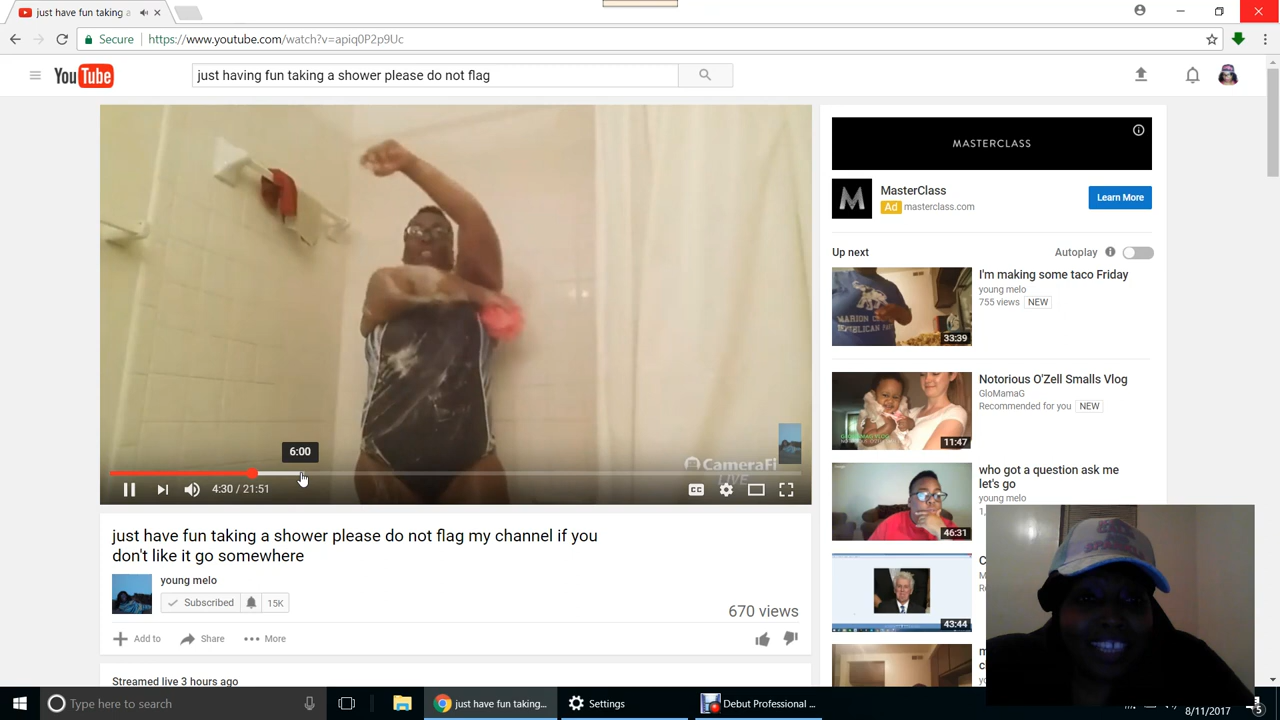 just have fun taking a
Secure
https://www.youtube.com/watch?v=apiq0P2p9Uc
YouTube
just having fun taking a shower please do not flag
MASTERCLASS
M
MasterClass
Ad masterclass.com
Learn More
Up next
Autoplay
I'm making some taco Friday
young melo
755 views NEW
33:39
Notorious O'Zell Smalls Vlog
GloMamaG
Recommended for you NEW
11:47
who got a question ask me
let's go
young melo
46:31
43:44
6:00
CameraFi
LIVE
4:30 / 21:51
CC
just have fun taking a shower please do not flag my channel if you
don't like it go somewhere
young melo
Subscribed 15K
670 views
Add to
Share
More
Streamed live 3 hours ago
Type here to search
just have fun taking...
Settings
Debut Professional ...
8/11/2017
5